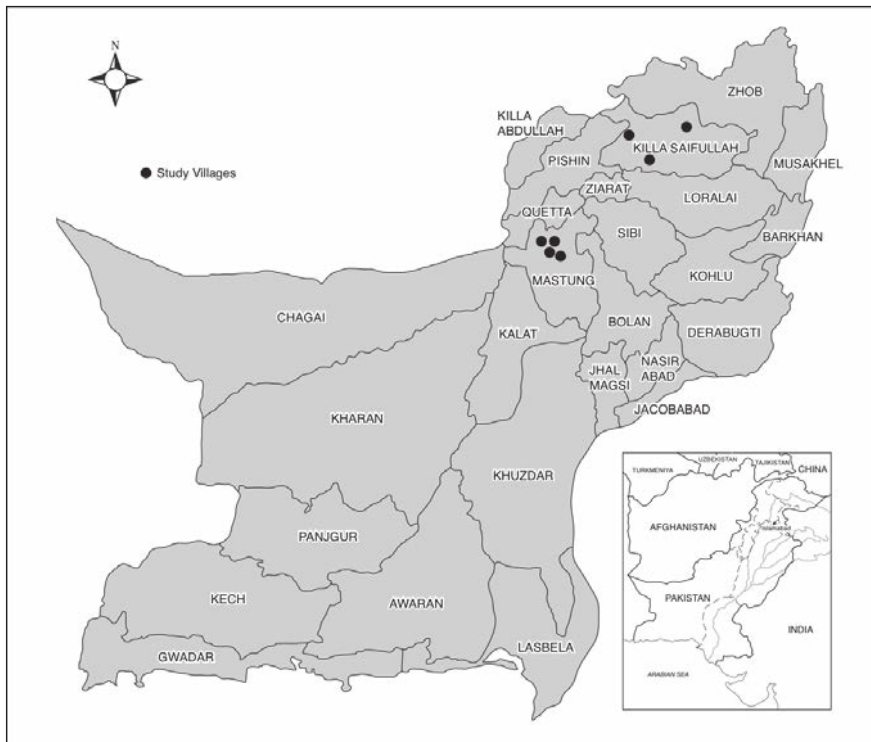 N
Study Villages
ZHOB
KILLA
ABDULLAH
KILLA SAIFULLAH
PISHIN
MUSAKHEL
ZIARAT
LORALAI
QUETTA
SIBI
BARKHAN
MASTUNG
KOHLU
CHAGAI
BOLAN
DERABUGTI
KALAT
NASIR
ABAD
JHAL
MAGSI
JACOBABAD
KHARAN
KHUZDAR
PANJGUR
KECH
AWARAN
LASBELA
GWADAR
UZBEKISTAN
TAJIKISTAN
TURKMENIYA
CHINA
AFGHANISTAN
Islamabad
PAKISTAN
INDIA
ARABIAN SEA